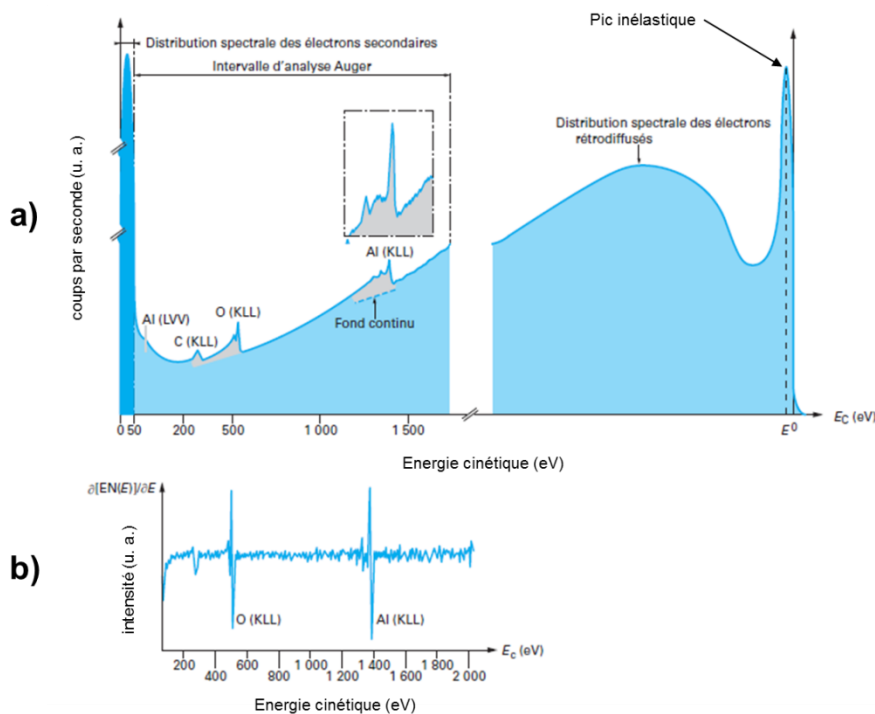 Pic inélastique
Distribution spectrale des électrons secondaires
Intervalle d'analyse Auger
Distribution spectrale des électrons
rétrodiffusés
a)
coups par seconde (u. a.)
Al (KLL)
O (KLL)
Al (LVV)
C (KLL)
Fond continu
0 50 200 500 1 000 1 500 E⁰ E_C (eV)
Energie cinétique (eV)
∂[EN(E)]/∂E
b)
intensité (u. a.)
O (KLL) Al (KLL)
E_c (eV)
200 600 1 000 1 400 1 800
400 800 1 200 1 600 2 000
Energie cinétique (eV)